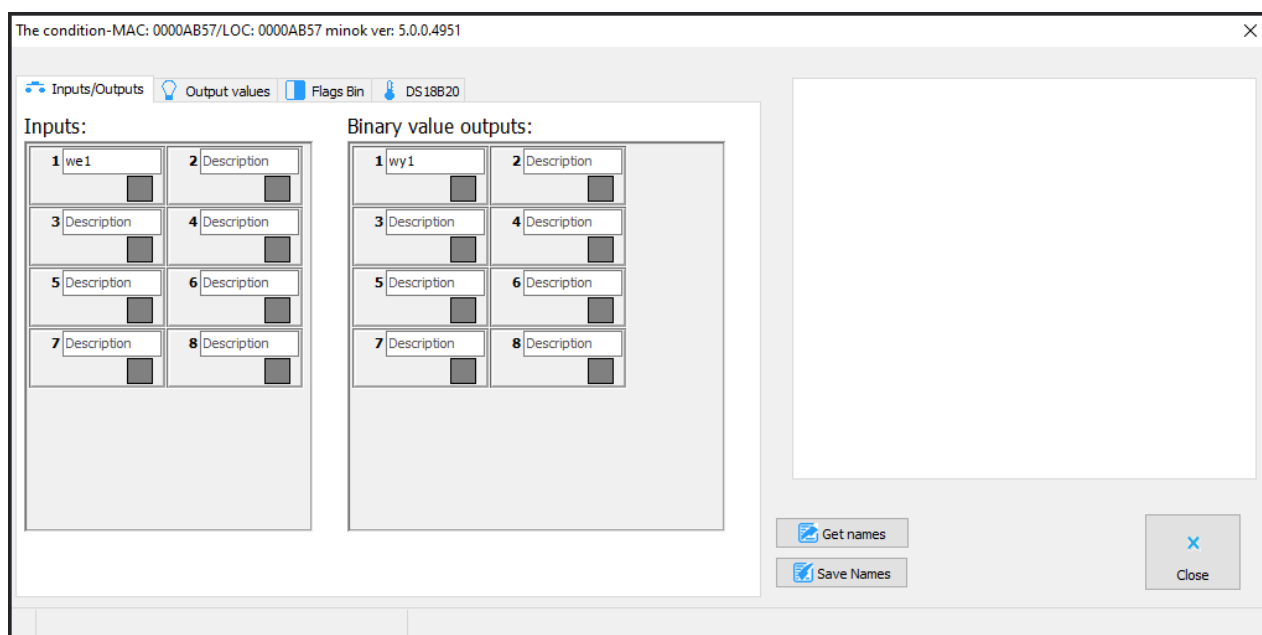 The condition-MAC: 0000AB57/LOC: 0000AB57 minok ver: 5.0.0.4951
Inputs/Outputs Output values Flags Bin DS18B20
Inputs: Binary value outputs:
1 we1 2 Description 1 wy1 2 Description
3 Description 4 Description 3 Description 4 Description
5 Description 6 Description 5 Description 6 Description
7 Description 8 Description 7 Description 8 Description
Get names
Save Names
Close